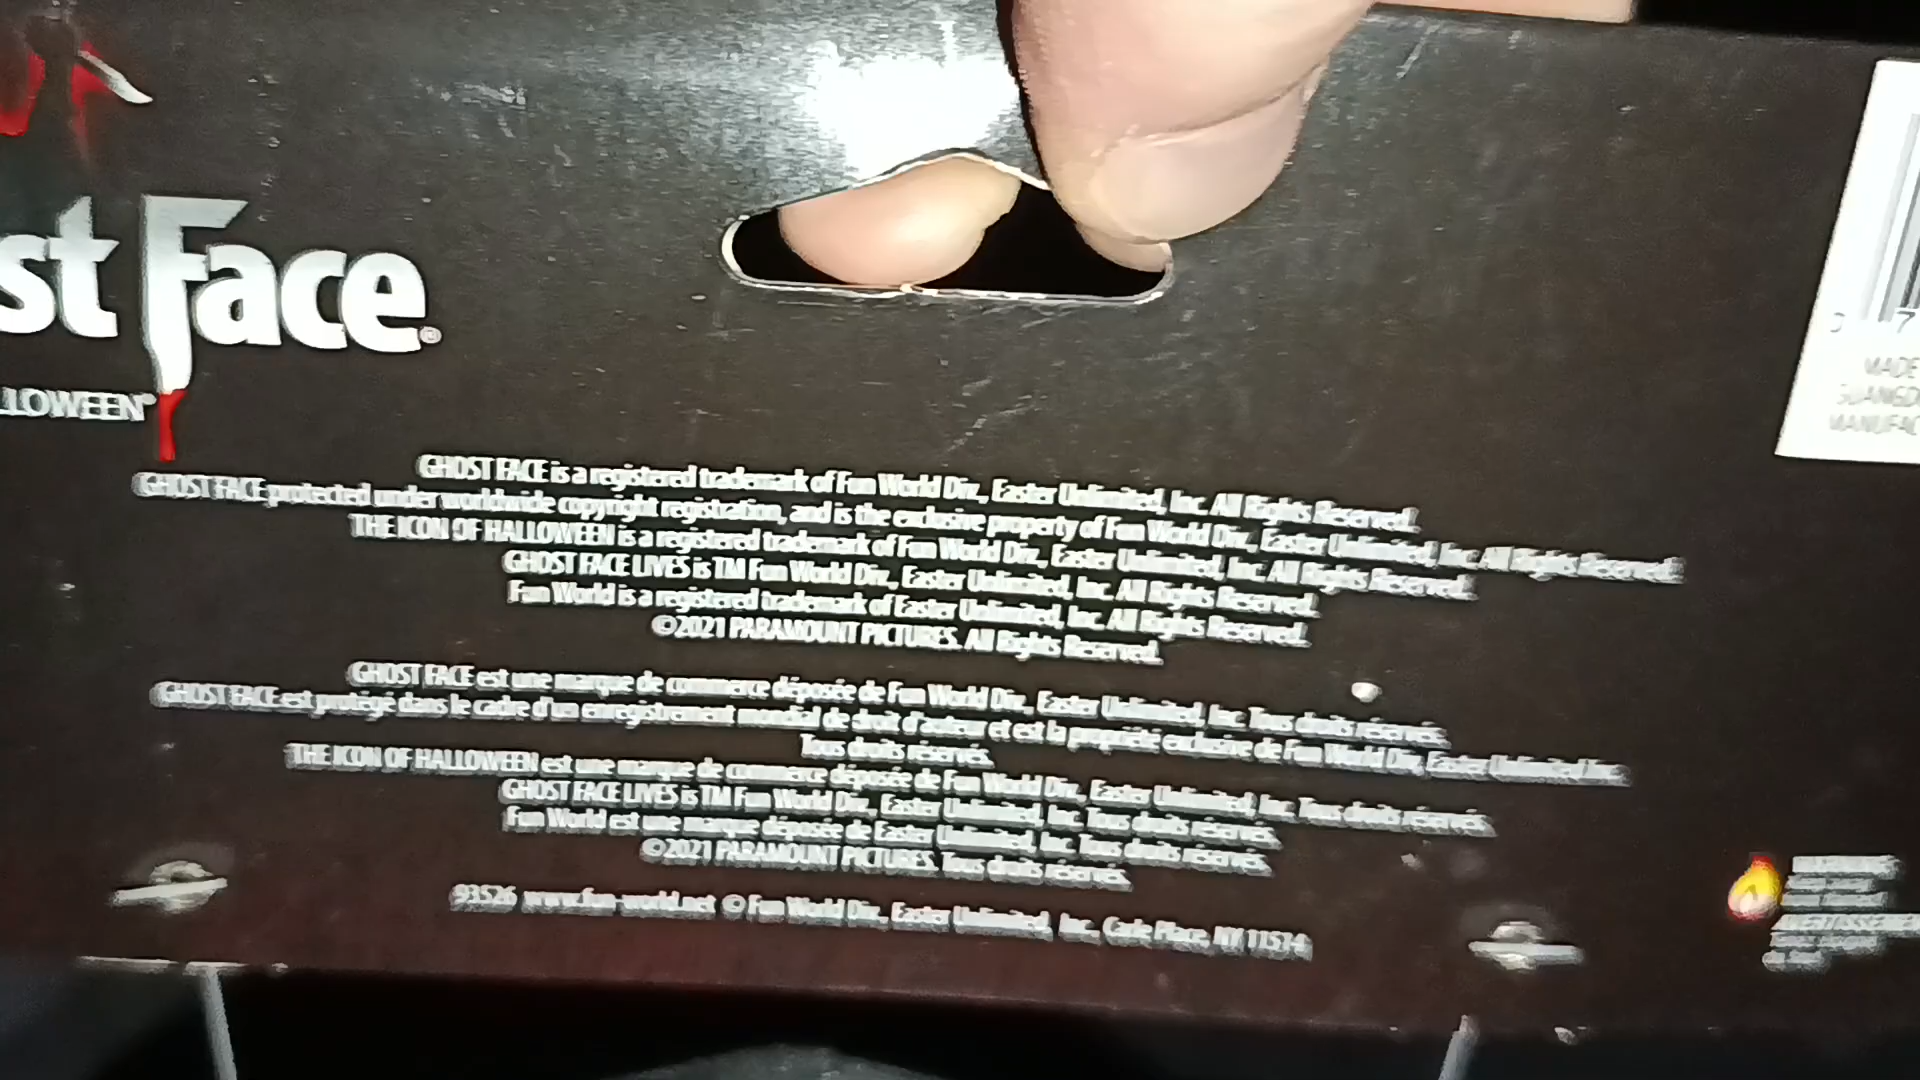 st Face®
LLOWEEN®
GHOST FACE is a registered trademark of Fun World Div., Easter Unlimited, Inc. All Rights Reserved.
GHOST FACE protected under worldwide copyright registration, and is the exclusive property of Fun World Div., Easter Unlimited, Inc. All Rights Reserved.
THE ICON OF HALLOWEEN is a registered trademark of Fun World Div., Easter Unlimited, Inc. All Rights Reserved.
GHOST FACE LIVES is TM Fun World Div., Easter Unlimited, Inc. All Rights Reserved.
Fun World is a registered trademark of Easter Unlimited, Inc. All Rights Reserved.
©2021 PARAMOUNT PICTURES. All Rights Reserved.
GHOST FACE est une marque de commerce déposée de Fun World Div., Easter Unlimited, Inc. Tous droits réservés.
GHOST FACE est protégé dans le cadre d'un enregistrement mondial de droit d'auteur et est la propriété exclusive de Fun World Div, Easter Unlimited Inc.
Tous droits réservés.
THE ICON OF HALLOWEEN est une marque de commerce déposée de Fun World Div., Easter Unlimited, Inc. Tous droits réservés.
GHOST FACE LIVES is TM Fun World Div., Easter Unlimited, Inc. Tous droits réservés.
Fun World est une marque déposée de Easter Unlimited, Inc. Tous droits réservés.
©2021 PARAMOUNT PICTURES. Tous droits réservés.
93526 www.fun-world.net © Fun World Div., Easter Unlimited, Inc., Carle Place, NY 11514
7
MADE
GUANGD
MANUFAC